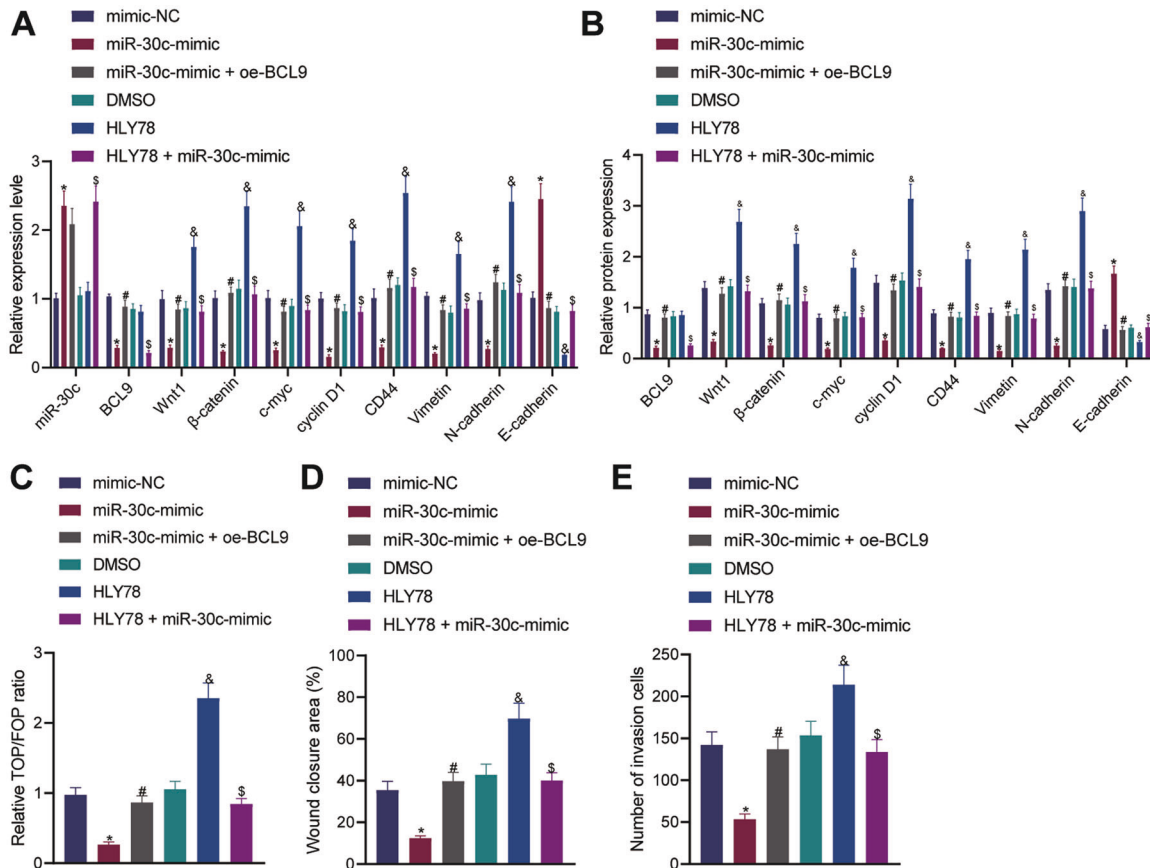 A
mimic-NC
miR-30c-mimic
miR-30c-mimic + oe-BCL9
DMSO
HLY78
HLY78 + miR-30c-mimic
Relative expression levle
3
2
1
0
* $ * # $ * # & $ * # & $ * # & $ * # & $ * # & $ * # & $ * # & $ * # &
miR-30c
BCL9
Wnt1
β-catenin
c-myc
cyclin D1
CD44
Vimetin
N-cadherin
E-cadherin
B
mimic-NC
miR-30c-mimic
miR-30c-mimic + oe-BCL9
DMSO
HLY78
HLY78 + miR-30c-mimic
Relative protein expression
4
3
2
1
0
* # $ * # & $ * # & $ * # & $ * # & $ * # & $ * # & $ * # & $ * # & $
BCL9
Wnt1
β-catenin
c-myc
cyclin D1
CD44
Vimetin
N-cadherin
E-cadherin
C
mimic-NC
miR-30c-mimic
miR-30c-mimic + oe-BCL9
DMSO
HLY78
HLY78 + miR-30c-mimic
Relative TOP/FOP ratio
3
2
1
0
* # & $
D
mimic-NC
miR-30c-mimic
miR-30c-mimic + oe-BCL9
DMSO
HLY78
HLY78 + miR-30c-mimic
Wound closure area (%)
100
80
60
40
20
0
* # & $
E
mimic-NC
miR-30c-mimic
miR-30c-mimic + oe-BCL9
DMSO
HLY78
HLY78 + miR-30c-mimic
Number of invasion cells
250
200
150
100
50
0
* # & $